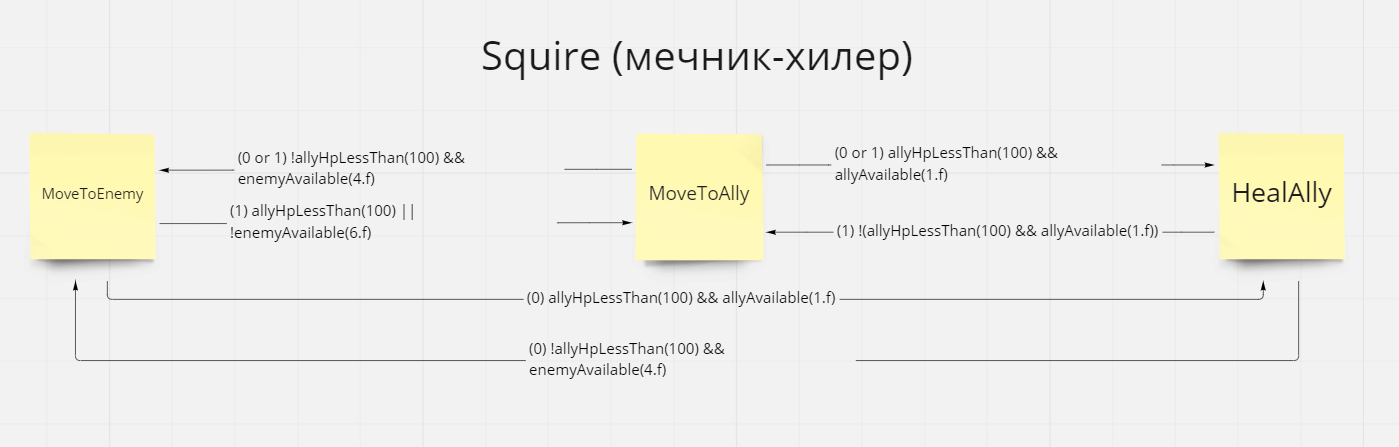 Squire (мечник-хилер)
(0 or 1) !allyHpLessThan(100) &&
enemyAvailable(4.f)
(0 or 1) allyHpLessThan(100) &&
allyAvailable(1.f)
MoveToEnemy
MoveToAlly
HealAlly
(1) allyHpLessThan(100) ||
!enemyAvailable(6.f)
(1) !(allyHpLessThan(100) && allyAvailable(1.f))
(0) allyHpLessThan(100) && allyAvailable(1.f)
(0) !allyHpLessThan(100) &&
enemyAvailable(4.f)